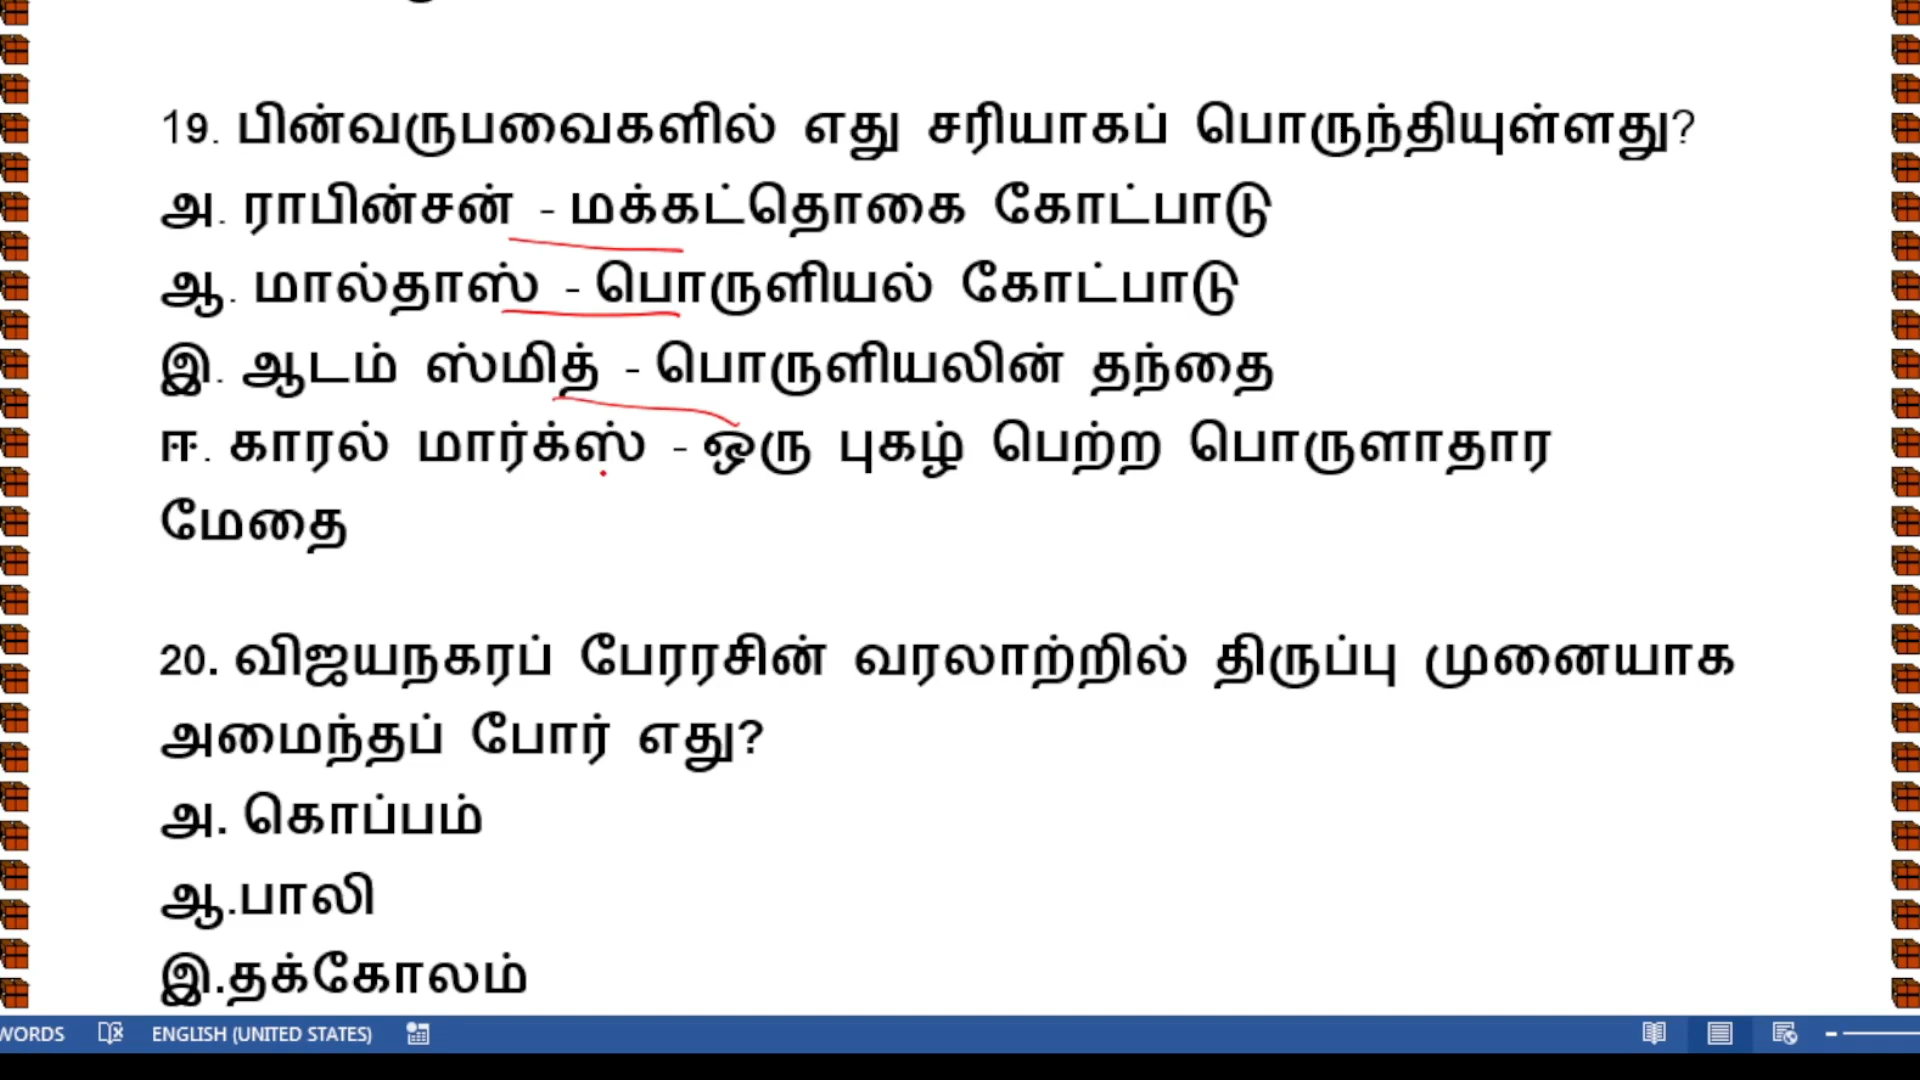 19. பின்வருபவைகளில் எது சரியாகப் பொருந்தியுள்ளது?
அ. ராபின்சன் - மக்கட்தொகை கோட்பாடு
ஆ. மால்தாஸ் - பொருளியல் கோட்பாடு
இ. ஆடம் ஸ்மித் - பொருளியலின் தந்தை
ஈ. காரல் மார்க்ஸ் - ஒரு புகழ் பெற்ற பொருளாதார
மேதை
20. விஜயநகரப் பேரரசின் வரலாற்றில் திருப்பு முனையாக
அமைந்தப் போர் எது?
அ. கொப்பம்
ஆ.பாலி
இ.தக்கோலம்
WORDS ENGLISH (UNITED STATES)